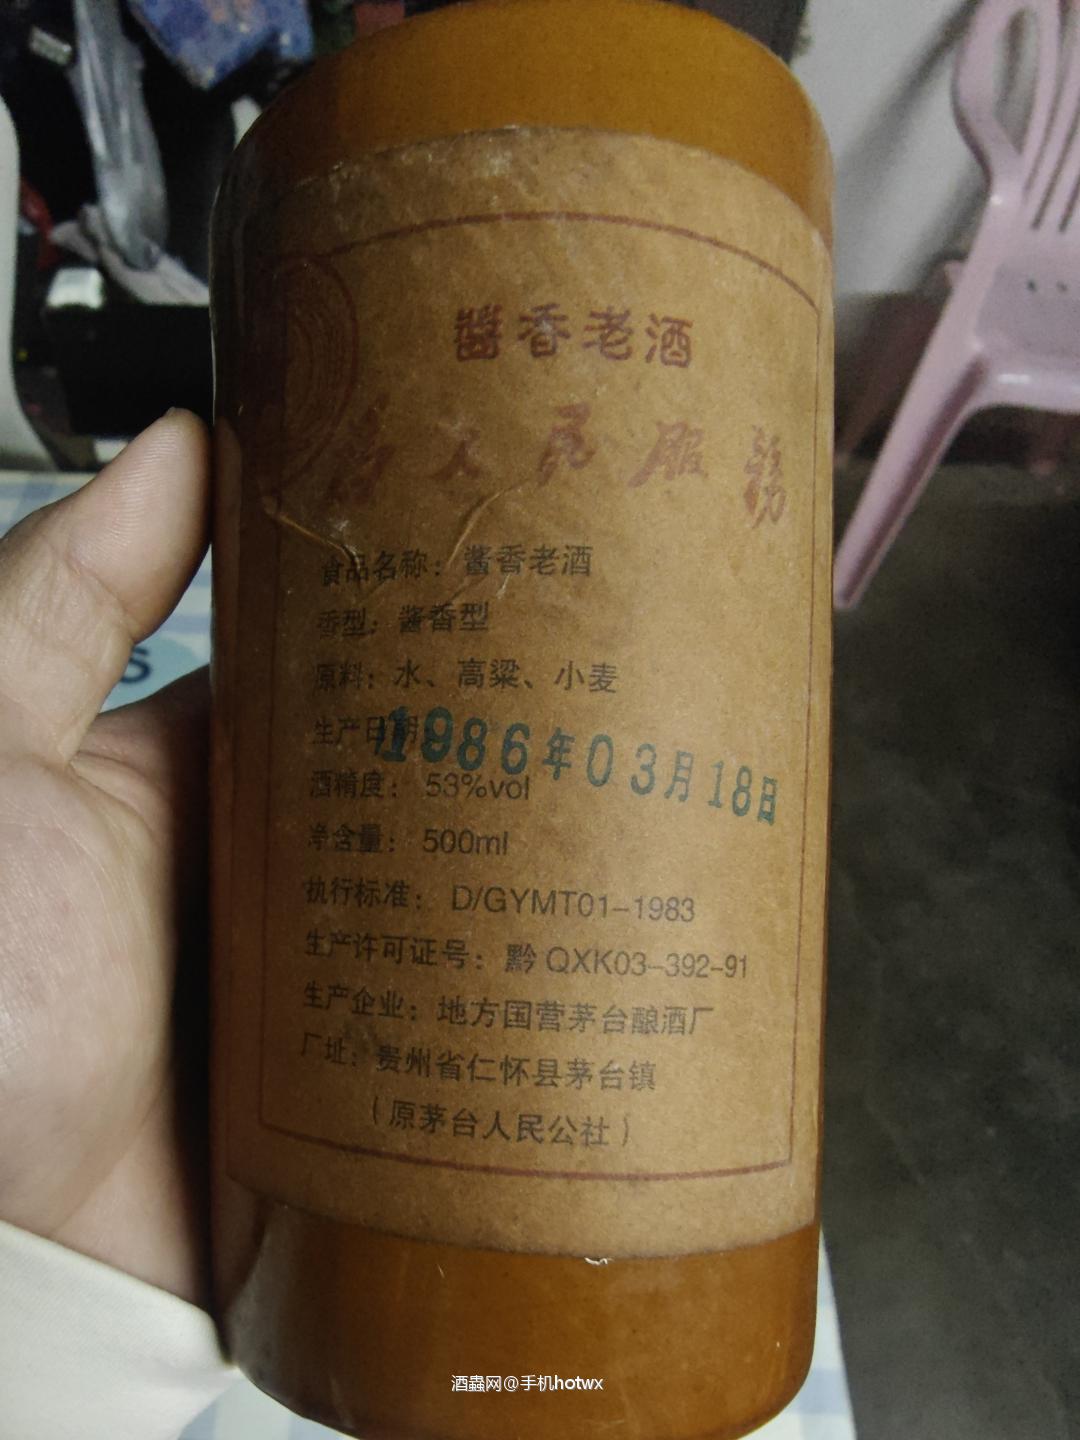 醬香老酒
为人民服務
食品名称：酱香老酒
香型：酱香型
原料：水、高粱、小麦
生产日期
1986年03月18日
酒精度：53%vol
净含量：500ml
执行标准：D/GYMT01-1983
生产许可证号：黔QXK03-392-91
生产企业：地方国营茅台酿酒厂
厂址：贵州省仁怀县茅台镇
（原茅台人民公社）
酒蟲网@手机hotwx